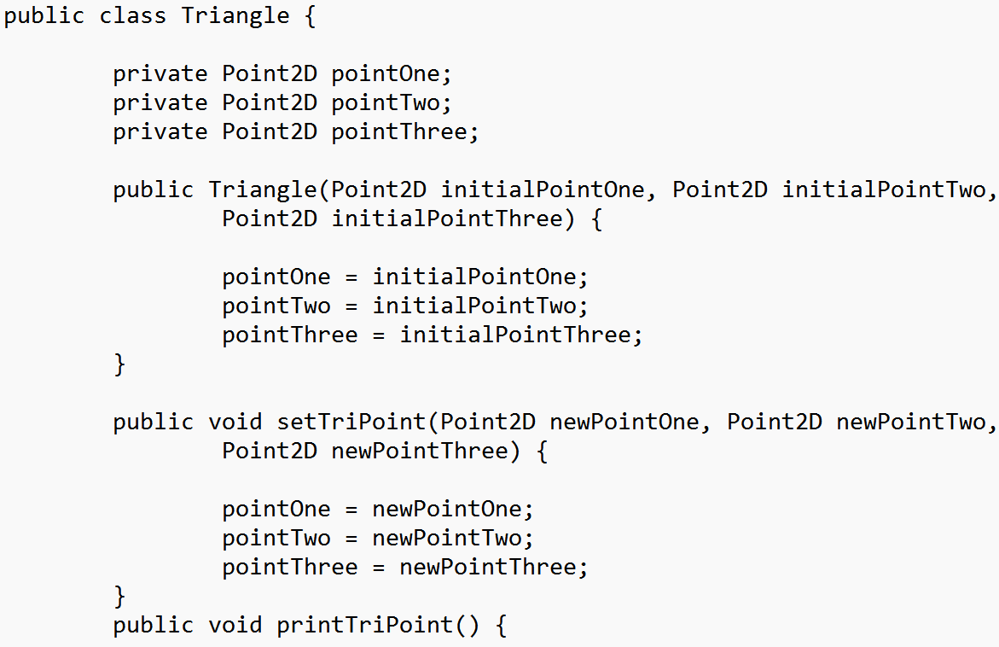 public class Triangle {
private Point2D pointOne;
private Point2D pointTwo;
private Point2D pointThree;
public Triangle(Point2D initialPointOne, Point2D initialPointTwo,
Point2D initialPointThree) {
pointOne = initialPointOne;
pointTwo = initialPointTwo;
pointThree = initialPointThree;
}
public void setTriPoint(Point2D newPointOne, Point2D newPointTwo,
Point2D newPointThree) {
pointOne = newPointOne;
pointTwo = newPointTwo;
pointThree = newPointThree;
}
public void printTriPoint() {